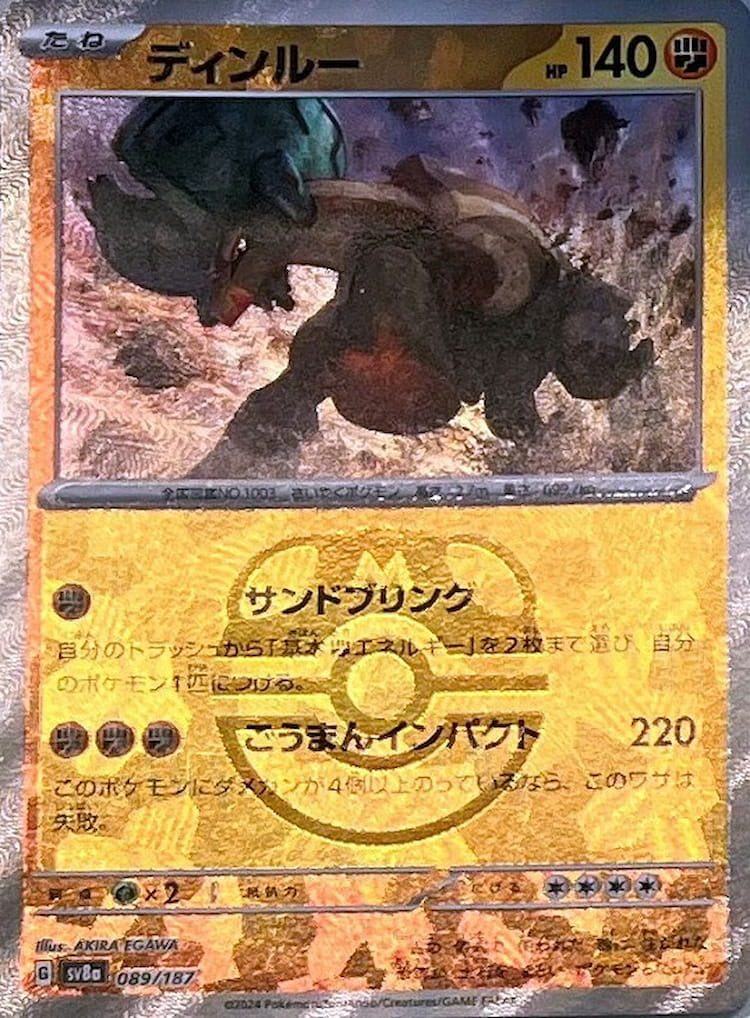 たね ディンルー HP 140
全国図鑑NO.1003 さいやくポケモン 高さ 2.7m 重さ
サンドブリング
自分のトラッシュから「基本エネルギー」を2枚まで選び、自分
のポケモン1匹につける。
ごうまんインパクト 220
このポケモンにダメカンが4個以上のっているなら、このワザは
失敗。
弱点 ×2 抵抗力 にげる
illus. AKIRA EGAWA
G SV8a 089/187
©2024 Pokémon/Nintendo/Creatures/GAME FREAK